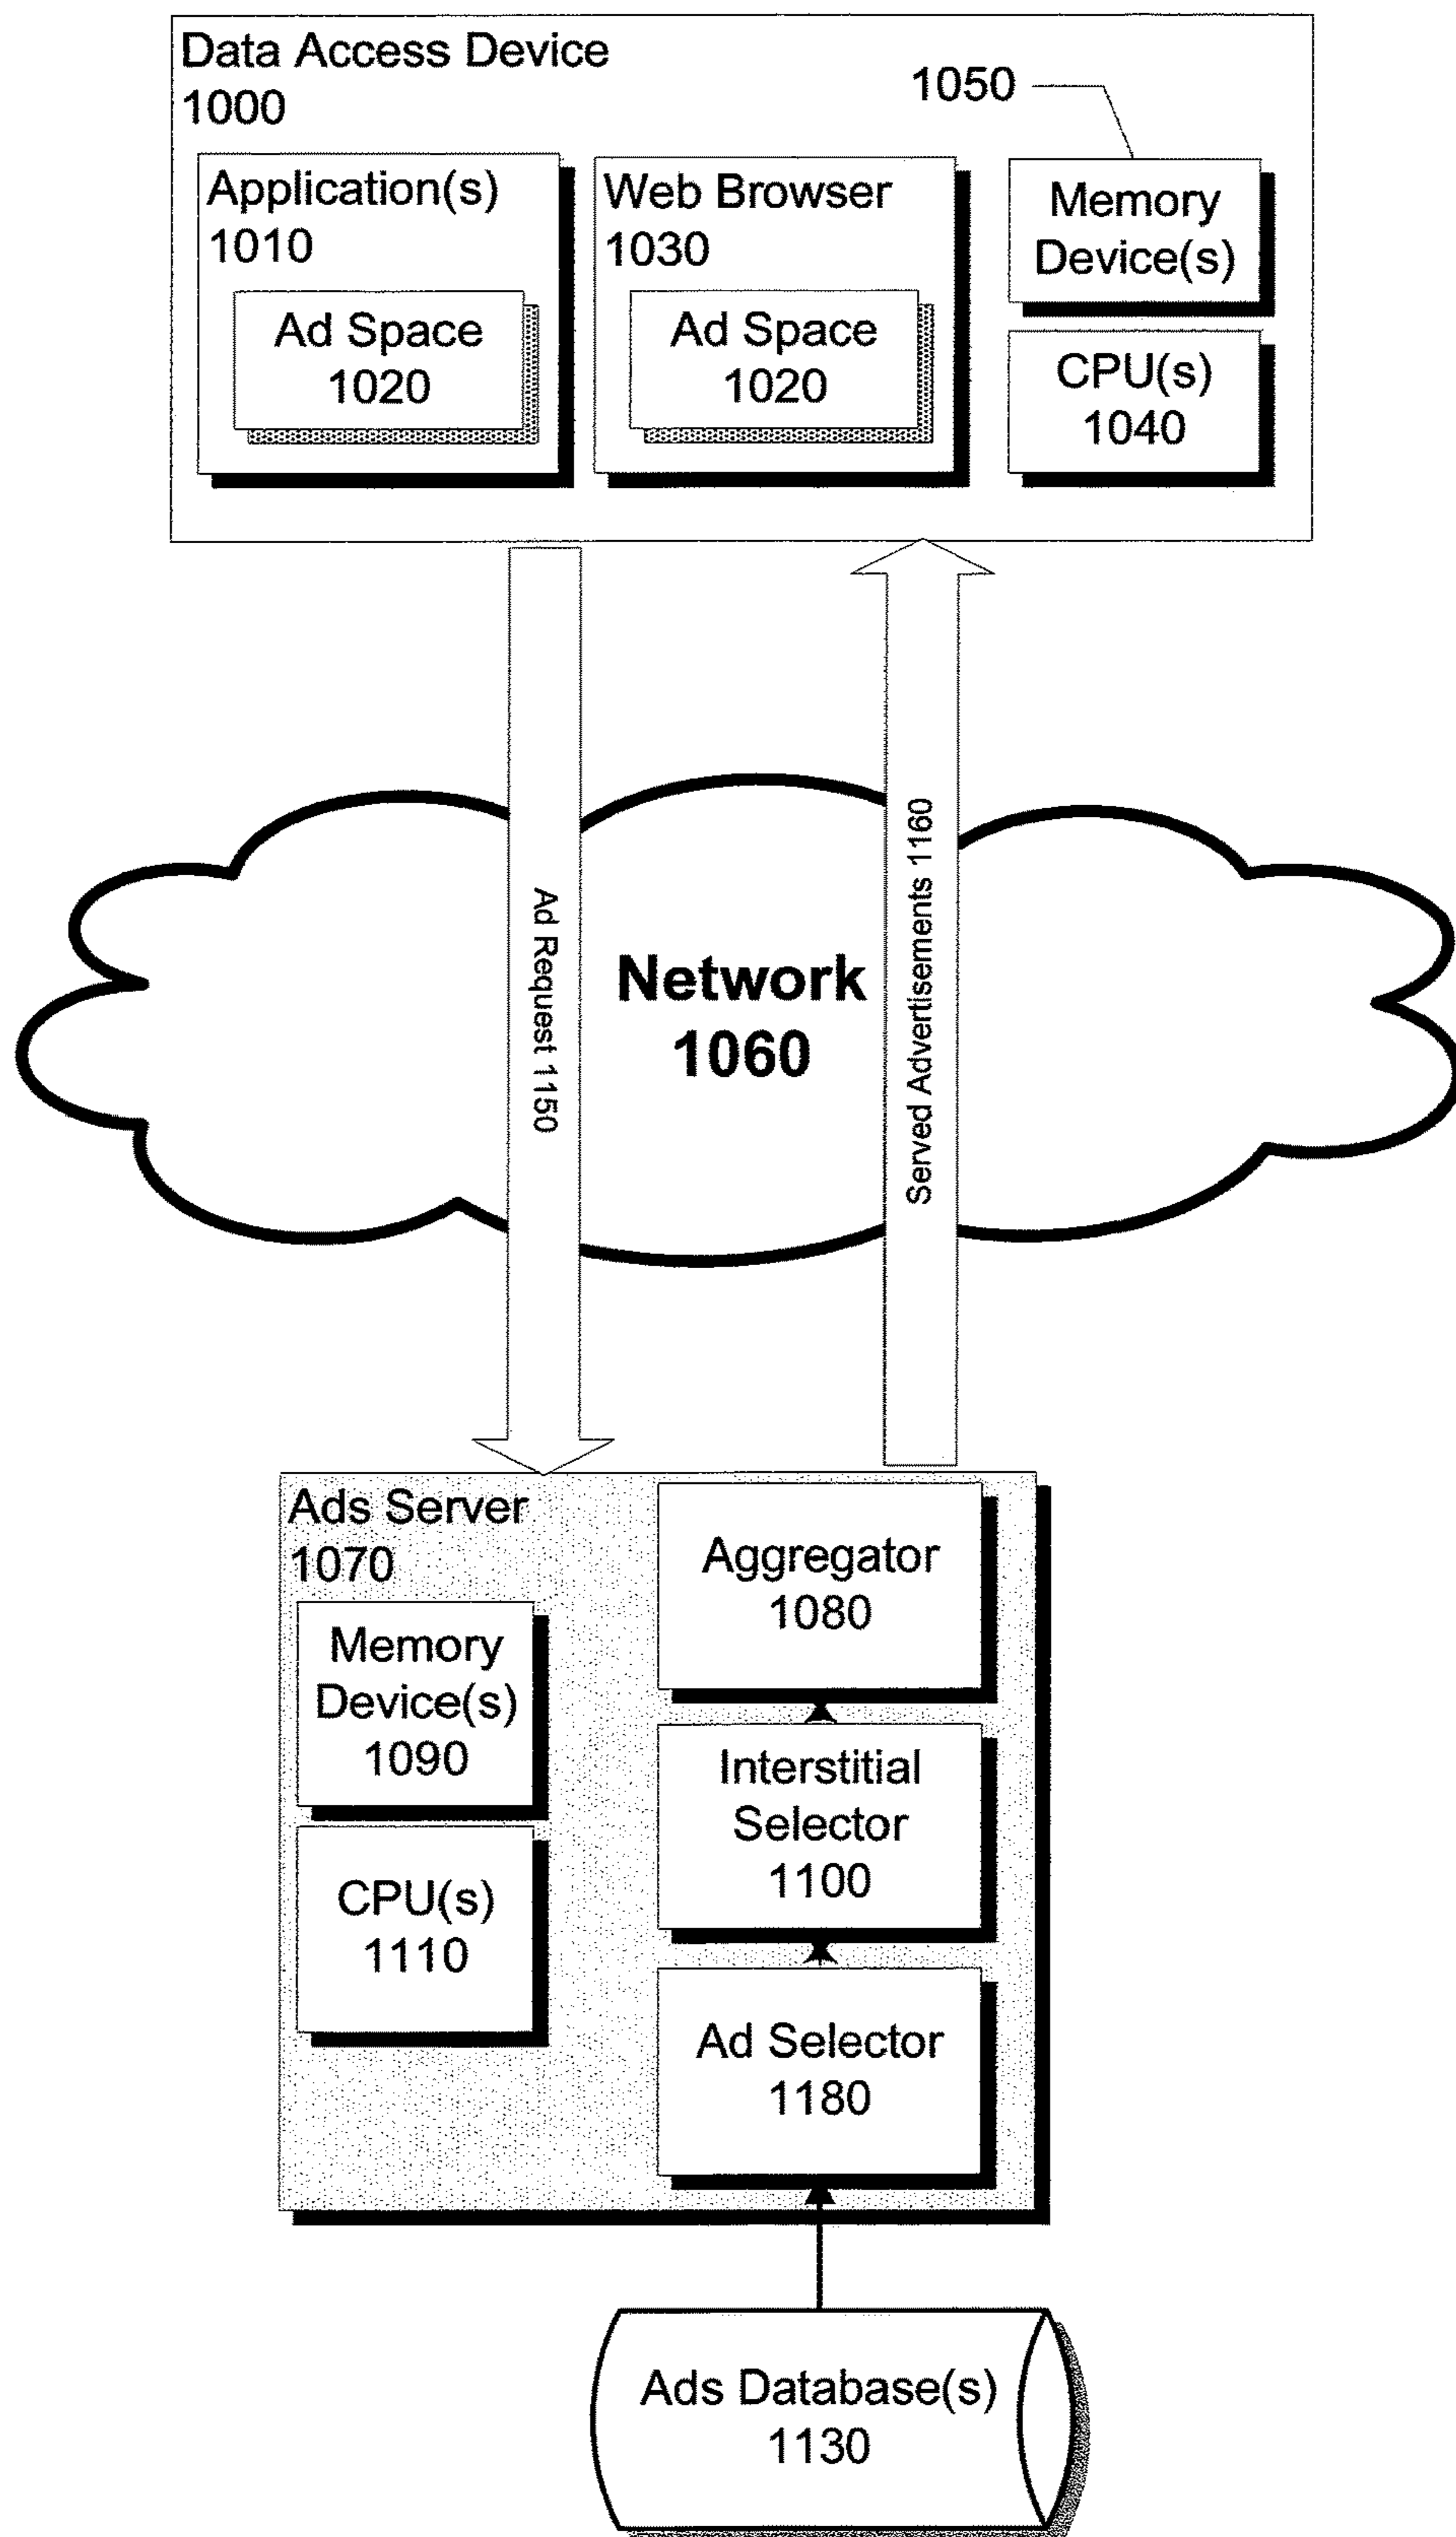 Data Access Device
1000
1050
Application(s)
1010
Ad Space
1020
Web Browser
1030
Ad Space
1020
Memory
Device(s)
CPU(s)
1040
Ad Request 1150
Network
1060
Served Advertisements 1160
Ads Server
1070
Memory
Device(s)
1090
CPU(s)
1110
Aggregator
1080
Interstitial
Selector
1100
Ad Selector
1180
Ads Database(s)
1130